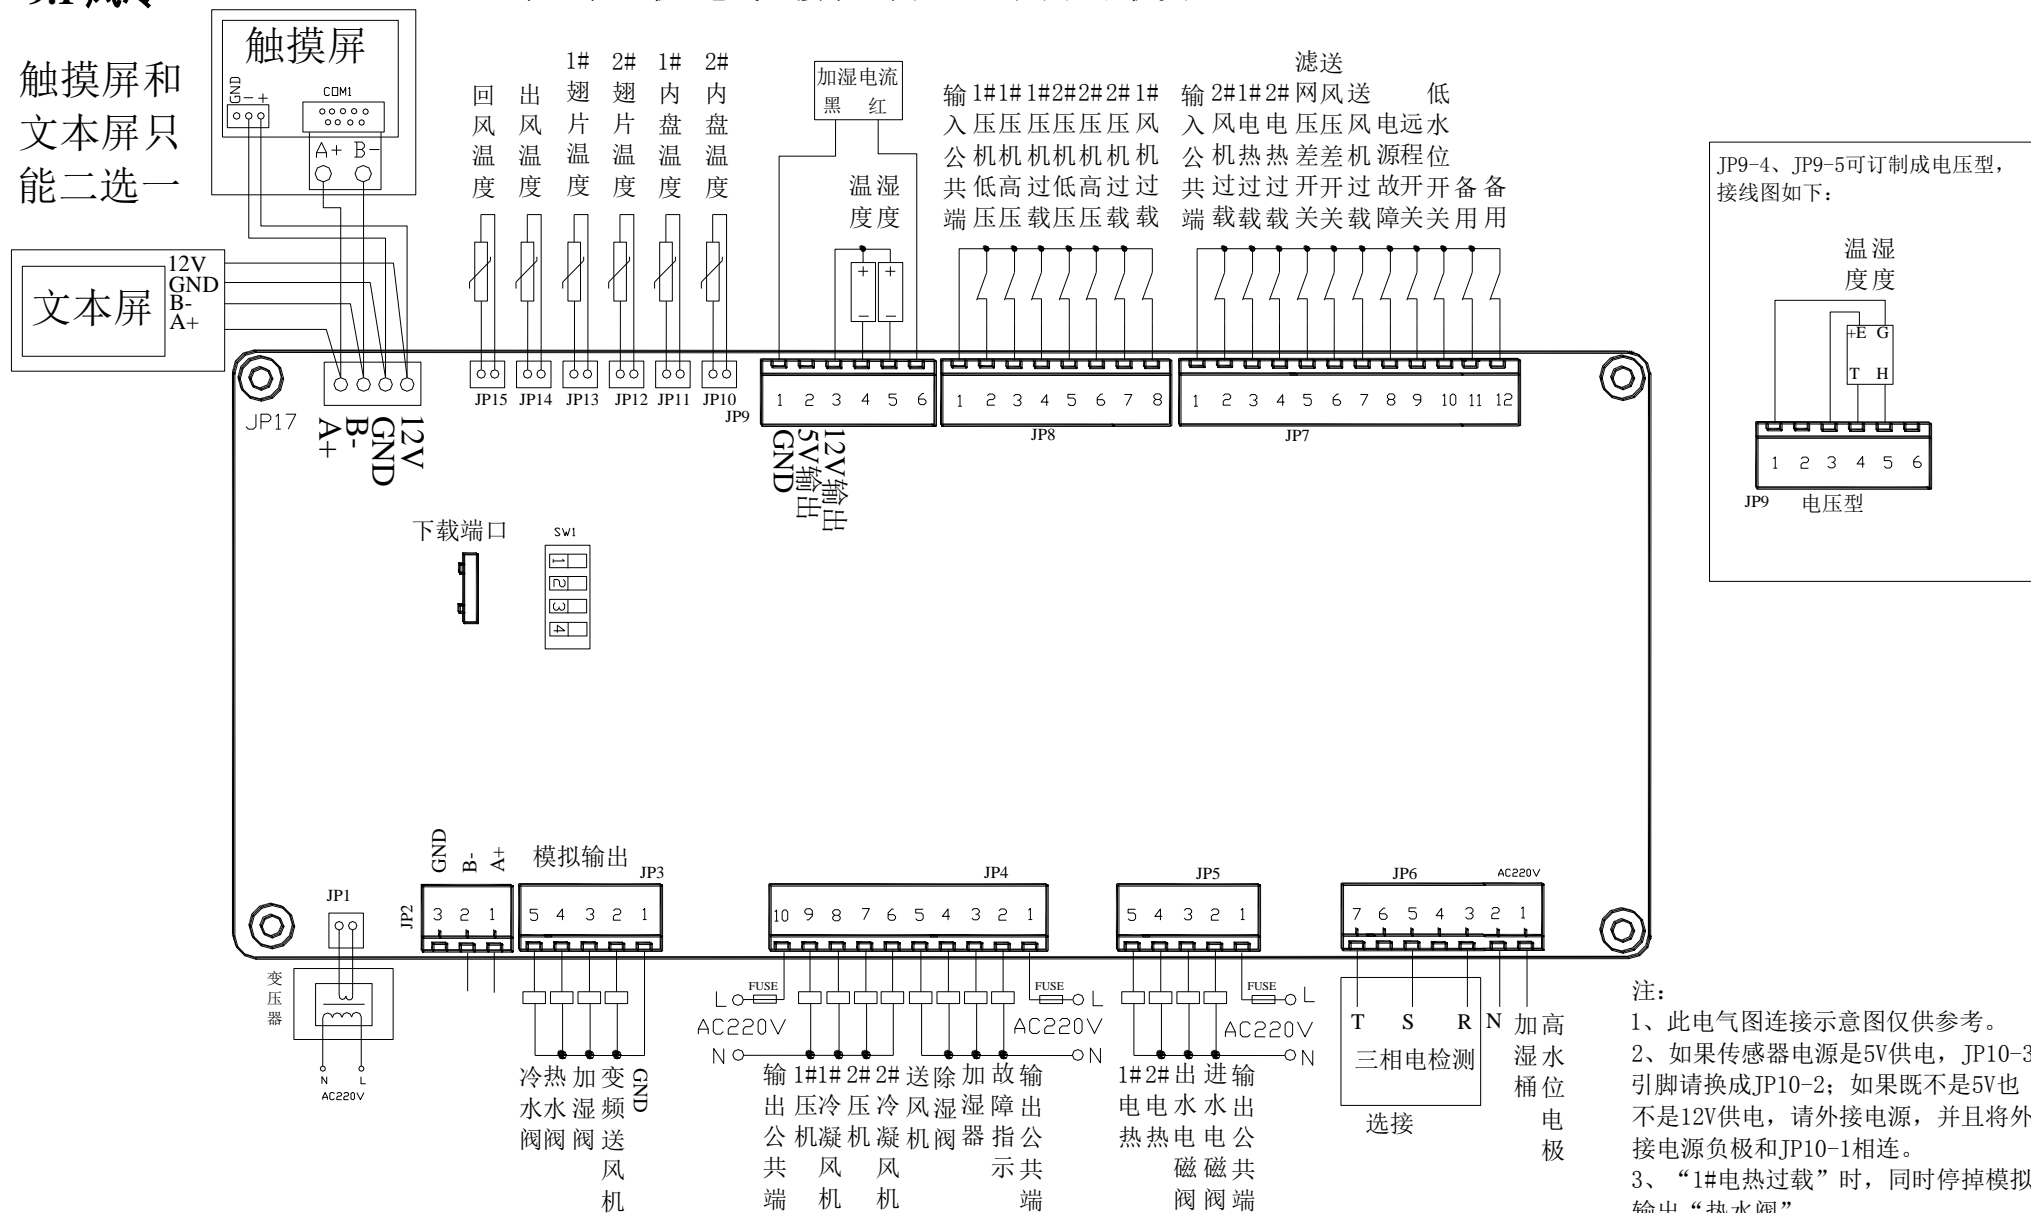 触摸屏和
文本屏只
能二选一
触摸屏
GND
-
+
COM1
A+ B-
文本屏
12V
GND
B-
A+
回风温度
出风温度
1#翅片温度
2#翅片温度
1#内盘温度
2#内盘温度
加湿电流
黑 红
温度
湿度
输入公共端
1#压机低压
1#压机高压
1#压机过载
2#压机低压
2#压机高压
2#压机过载
1#风机过载
输入公共端
2#风机过载
1#电热过载
2#电热过载
滤网压差开关
送风压差开关
送风机过载
电源故障
远程开关
低水位开关
备用
备用
JP9-4、JP9-5可订制成电压型，
接线图如下：
温度
湿度
+E G
T H
1 2 3 4 5 6
JP9 电压型
JP17
A+
B-
GND
12V
JP15 JP14 JP13 JP12 JP11 JP10
JP9
1 2 3 4 5 6
GND
5V输出
12V输出
1 2 3 4 5 6 7 8
JP8
1 2 3 4 5 6 7 8 9 10 11 12
JP7
下载端口
SW1
1
2
3
4
JP1
变压器
N L
AC220V
GND
B-
A+
JP2
3 2 1
模拟输出
JP3
5 4 3 2 1
冷水阀
热水阀
加湿阀
变频送风机
GND
JP4
10 9 8 7 6 5 4 3 2 1
L FUSE
AC220V
N
FUSE L
AC220V
N
输出公共端
1#压机
1#冷凝风机
2#压机
2#冷凝风机
送风机
除湿阀
加湿器
故障指示
输出公共端
JP5
5 4 3 2 1
FUSE L
AC220V
N
1#电热
2#电热
出水电磁阀
进水电磁阀
输出公共端
JP6 AC220V
7 6 5 4 3 2 1
T S R N
三相电检测
选接
加湿桶
高水位电极
注：
1、此电气图连接示意图仅供参考。
2、如果传感器电源是5V供电，JP10-3
引脚请换成JP10-2；如果既不是5V也
不是12V供电，请外接电源，并且将外
接电源负极和JP10-1相连。
3、“1#电热过载”时，同时停掉模拟
输出“热水阀”